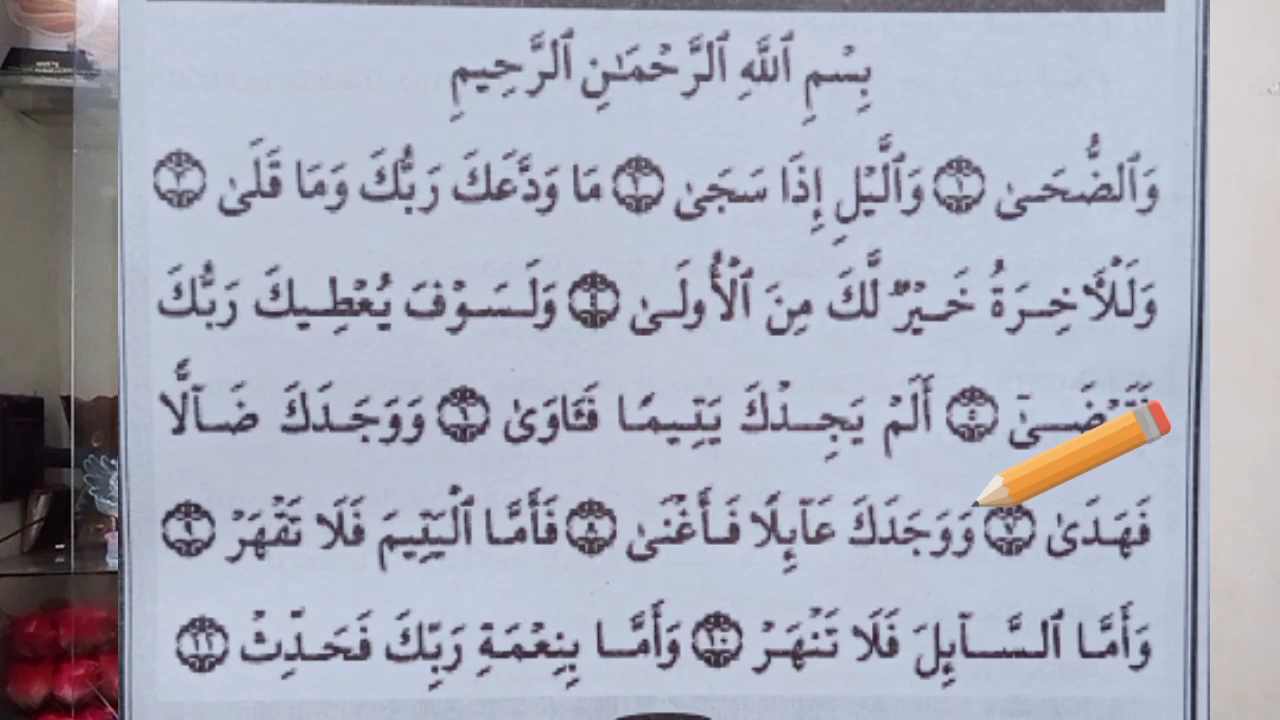 بِسْمِ ٱللَّهِ ٱلرَّحْمَـٰنِ ٱلرَّحِيمِ
وَٱلضُّحَىٰ ١ وَٱلَّيْلِ إِذَا سَجَىٰ ٢ مَا وَدَّعَكَ رَبُّكَ وَمَا قَلَىٰ ٣
وَلَلْـَٔاخِرَةُ خَيْرٌ لَّكَ مِنَ ٱلْأُولَىٰ ٤ وَلَسَوْفَ يُعْطِيكَ رَبُّكَ
٥ أَلَمْ يَجِدْكَ يَتِيمًا فَـَٔاوَىٰ ٦ وَوَجَدَكَ ضَآلًّا
فَهَدَىٰ ٧ وَوَجَدَكَ عَآئِلًا فَأَغْنَىٰ ٨ فَأَمَّا ٱلْيَتِيمَ فَلَا تَقْهَرْ ٩
وَأَمَّا ٱلسَّآئِلَ فَلَا تَنْهَرْ ١٠ وَأَمَّا بِنِعْمَةِ رَبِّكَ فَحَدِّثْ ١١